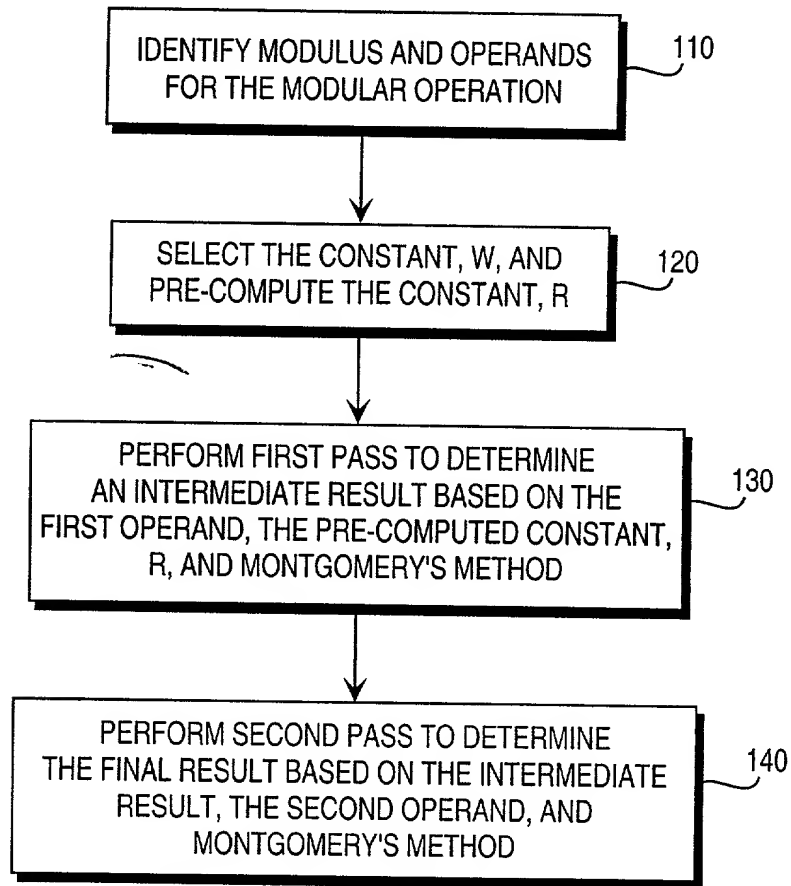 IDENTIFY MODULUS AND OPERANDS
FOR THE MODULAR OPERATION
110
SELECT THE CONSTANT, W, AND
PRE-COMPUTE THE CONSTANT, R
120
PERFORM FIRST PASS TO DETERMINE
AN INTERMEDIATE RESULT BASED ON THE
FIRST OPERAND, THE PRE-COMPUTED CONSTANT,
R, AND MONTGOMERY'S METHOD
130
PERFORM SECOND PASS TO DETERMINE
THE FINAL RESULT BASED ON THE INTERMEDIATE
RESULT, THE SECOND OPERAND, AND
MONTGOMERY'S METHOD
140